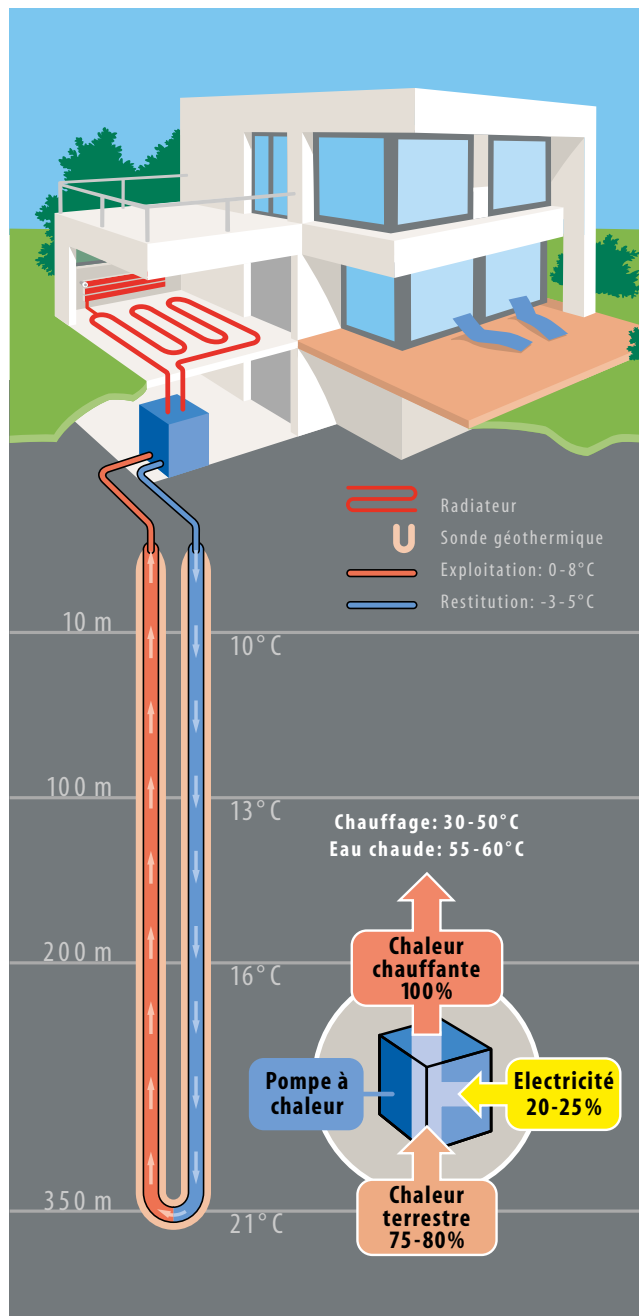 Radiateur
Sonde géothermique
Exploitation: 0-8°C
Restitution: -3-5°C
10 m
10°C
100 m
13°C
Chauffage: 30-50°C
Eau chaude: 55-60°C
200 m
16°C
Chaleur
chauffante
100%
Pompe à
chaleur
Electricité
20-25%
350 m
21°C
Chaleur
terrestre
75-80%